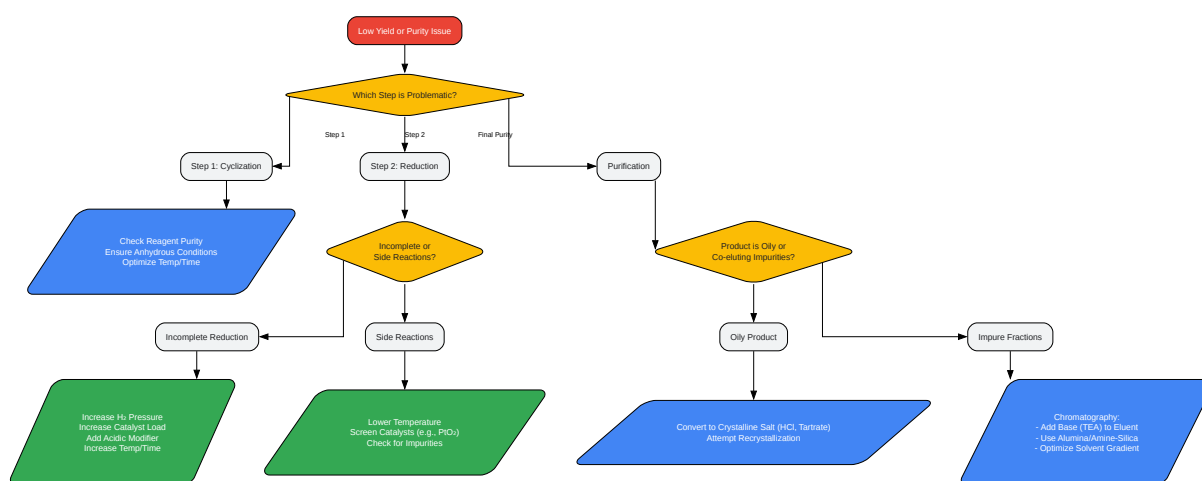 Low Yield or Purity Issue
Which Step is Problematic?
Step 1
Step 2
Final Purity
Step 1: Cyclization
Step 2: Reduction
Purification
Check Reagent Purity
Ensure Anhydrous Conditions
Optimize Temp/Time
Incomplete or
Side Reactions?
Product is Oily or
Co-eluting Impurities?
Incomplete Reduction
Side Reactions
Oily Product
Impure Fractions
Increase H₂ Pressure
Increase Catalyst Load
Add Acidic Modifier
Increase Temp/Time
Lower Temperature
Screen Catalysts (e.g., PtO₂)
Check for Impurities
Convert to Crystalline Salt (HCl, Tartrate)
Attempt Recrystallization
Chromatography:
- Add Base (TEA) to Eluent
- Use Alumina/Amine-Silica
- Optimize Solvent Gradient